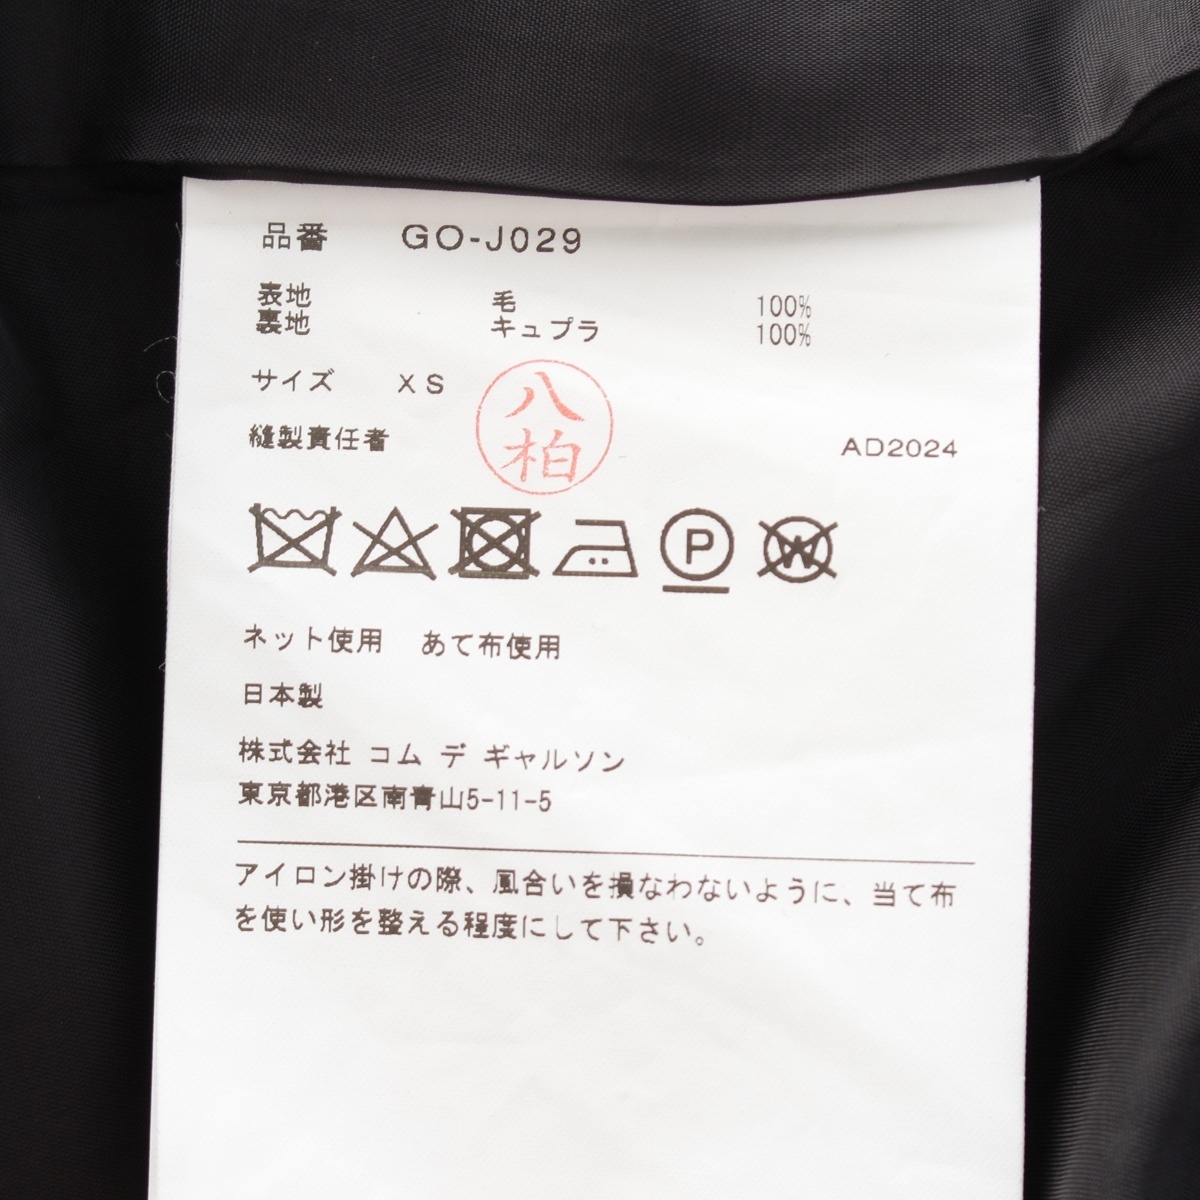 品番 GO-J029
表地 毛 100%
裏地 キュプラ 100%
サイズ XS
八柏
縫製責任者 AD2024
P W
ネット使用 あて布使用
日本製
株式会社 コム デ ギャルソン
東京都港区南青山5-11-5
アイロン掛けの際、風合いを損なわないように、当て布
を使い形を整える程度にして下さい。